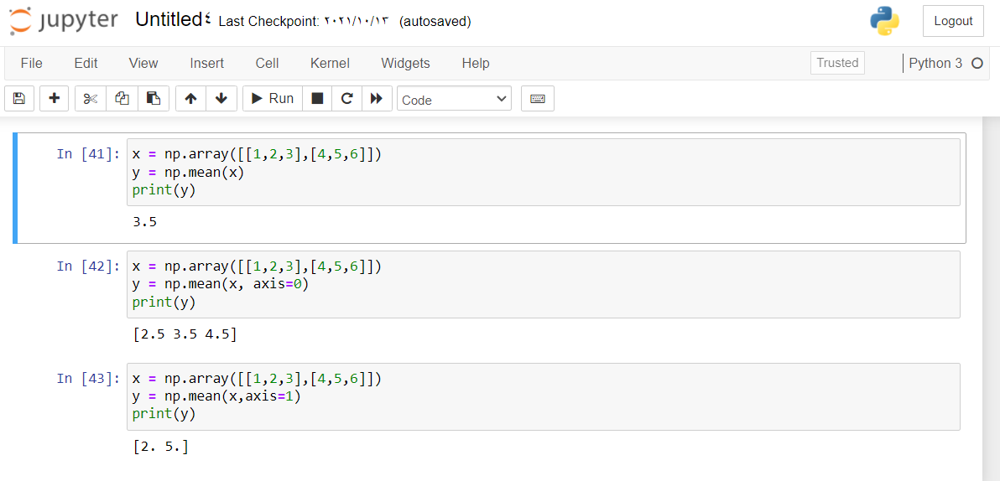 jupyter Untitled٤ Last Checkpoint: ٢٠٢١/١٠/١٣ (autosaved) Logout
File Edit View Insert Cell Kernel Widgets Help Trusted Python 3
Run Code
In [41]: x = np.array([[1,2,3],[4,5,6]])
y = np.mean(x)
print(y)
3.5
In [42]: x = np.array([[1,2,3],[4,5,6]])
y = np.mean(x, axis=0)
print(y)
[2.5 3.5 4.5]
In [43]: x = np.array([[1,2,3],[4,5,6]])
y = np.mean(x,axis=1)
print(y)
[2. 5.]